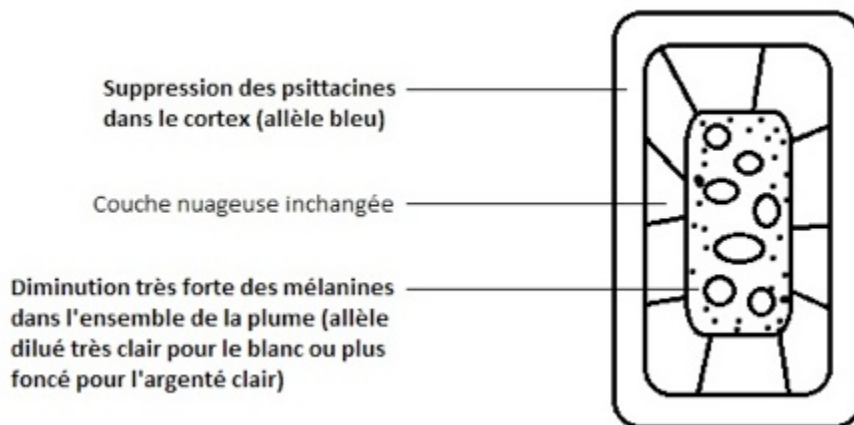 Suppression des psittacines
dans le cortex (allèle bleu)
Couche nuageuse inchangée
Diminution très forte des mélanines
dans l'ensemble de la plume (allèle
dilué très clair pour le blanc ou plus
foncé pour l'argenté clair)